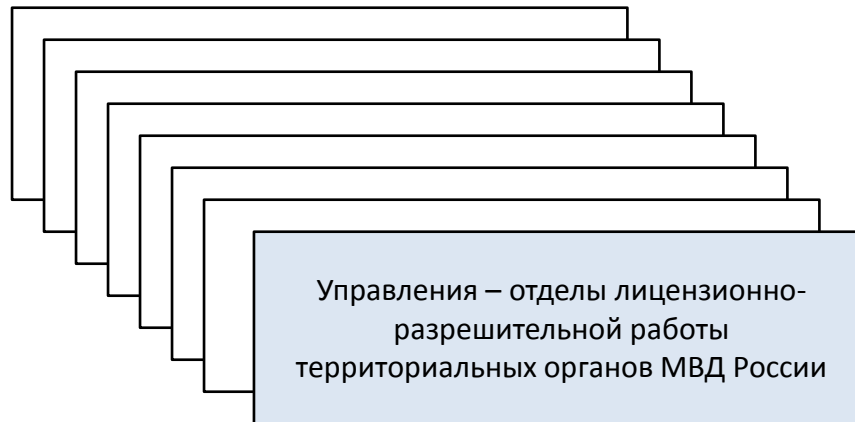 Управления – отделы лицензионно-
разрешительной работы
территориальных органов МВД России